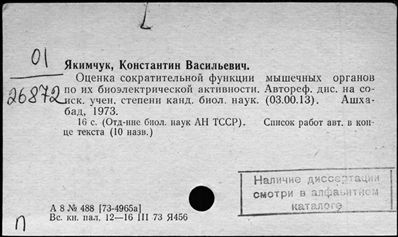 01
26872
Якимчук, Константин Васильевич.
Оценка сократительной функции мышечных органов
по их биоэлектрической активности. Автореф. дис. на со-
иск. учен. степени канд. биол. наук. (03.00.13). Ашха-
бад, 1973.
16 с. (Отд-ние биол. наук АН ТССР). Список работ авт. в кон-
це текста (10 назв.)
Наличие диссертации
смотри в алфавитном
каталоге
А 8 № 488 [73-4965а]
Вс. кн. пал. 12—16 III 73 Я456
П